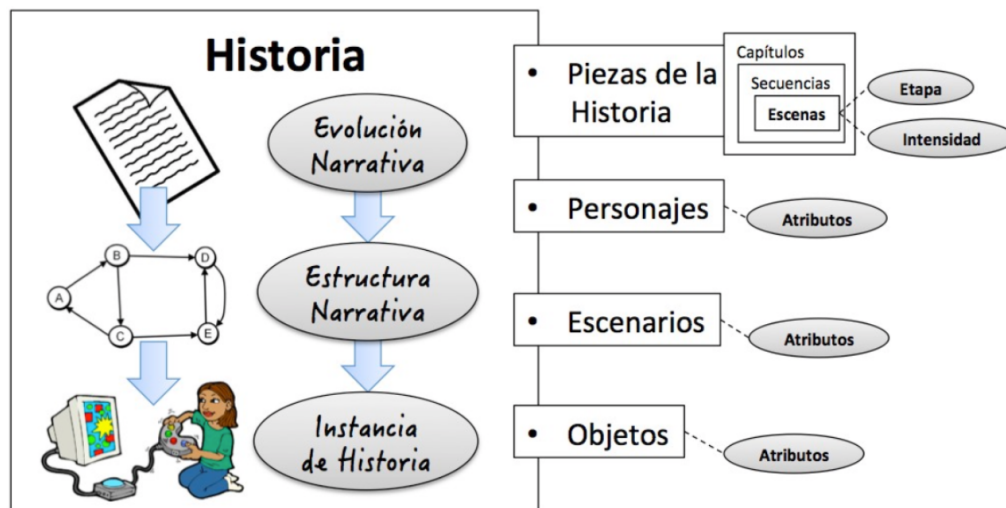 Historia
Evolución
Narrativa
Estructura
Narrativa
Instancia
de Historia
A
B
C
D
E
• Piezas de la
Historia
Capítulos
Secuencias
Escenas
Etapa
Intensidad
• Personajes
Atributos
• Escenarios
Atributos
• Objetos
Atributos